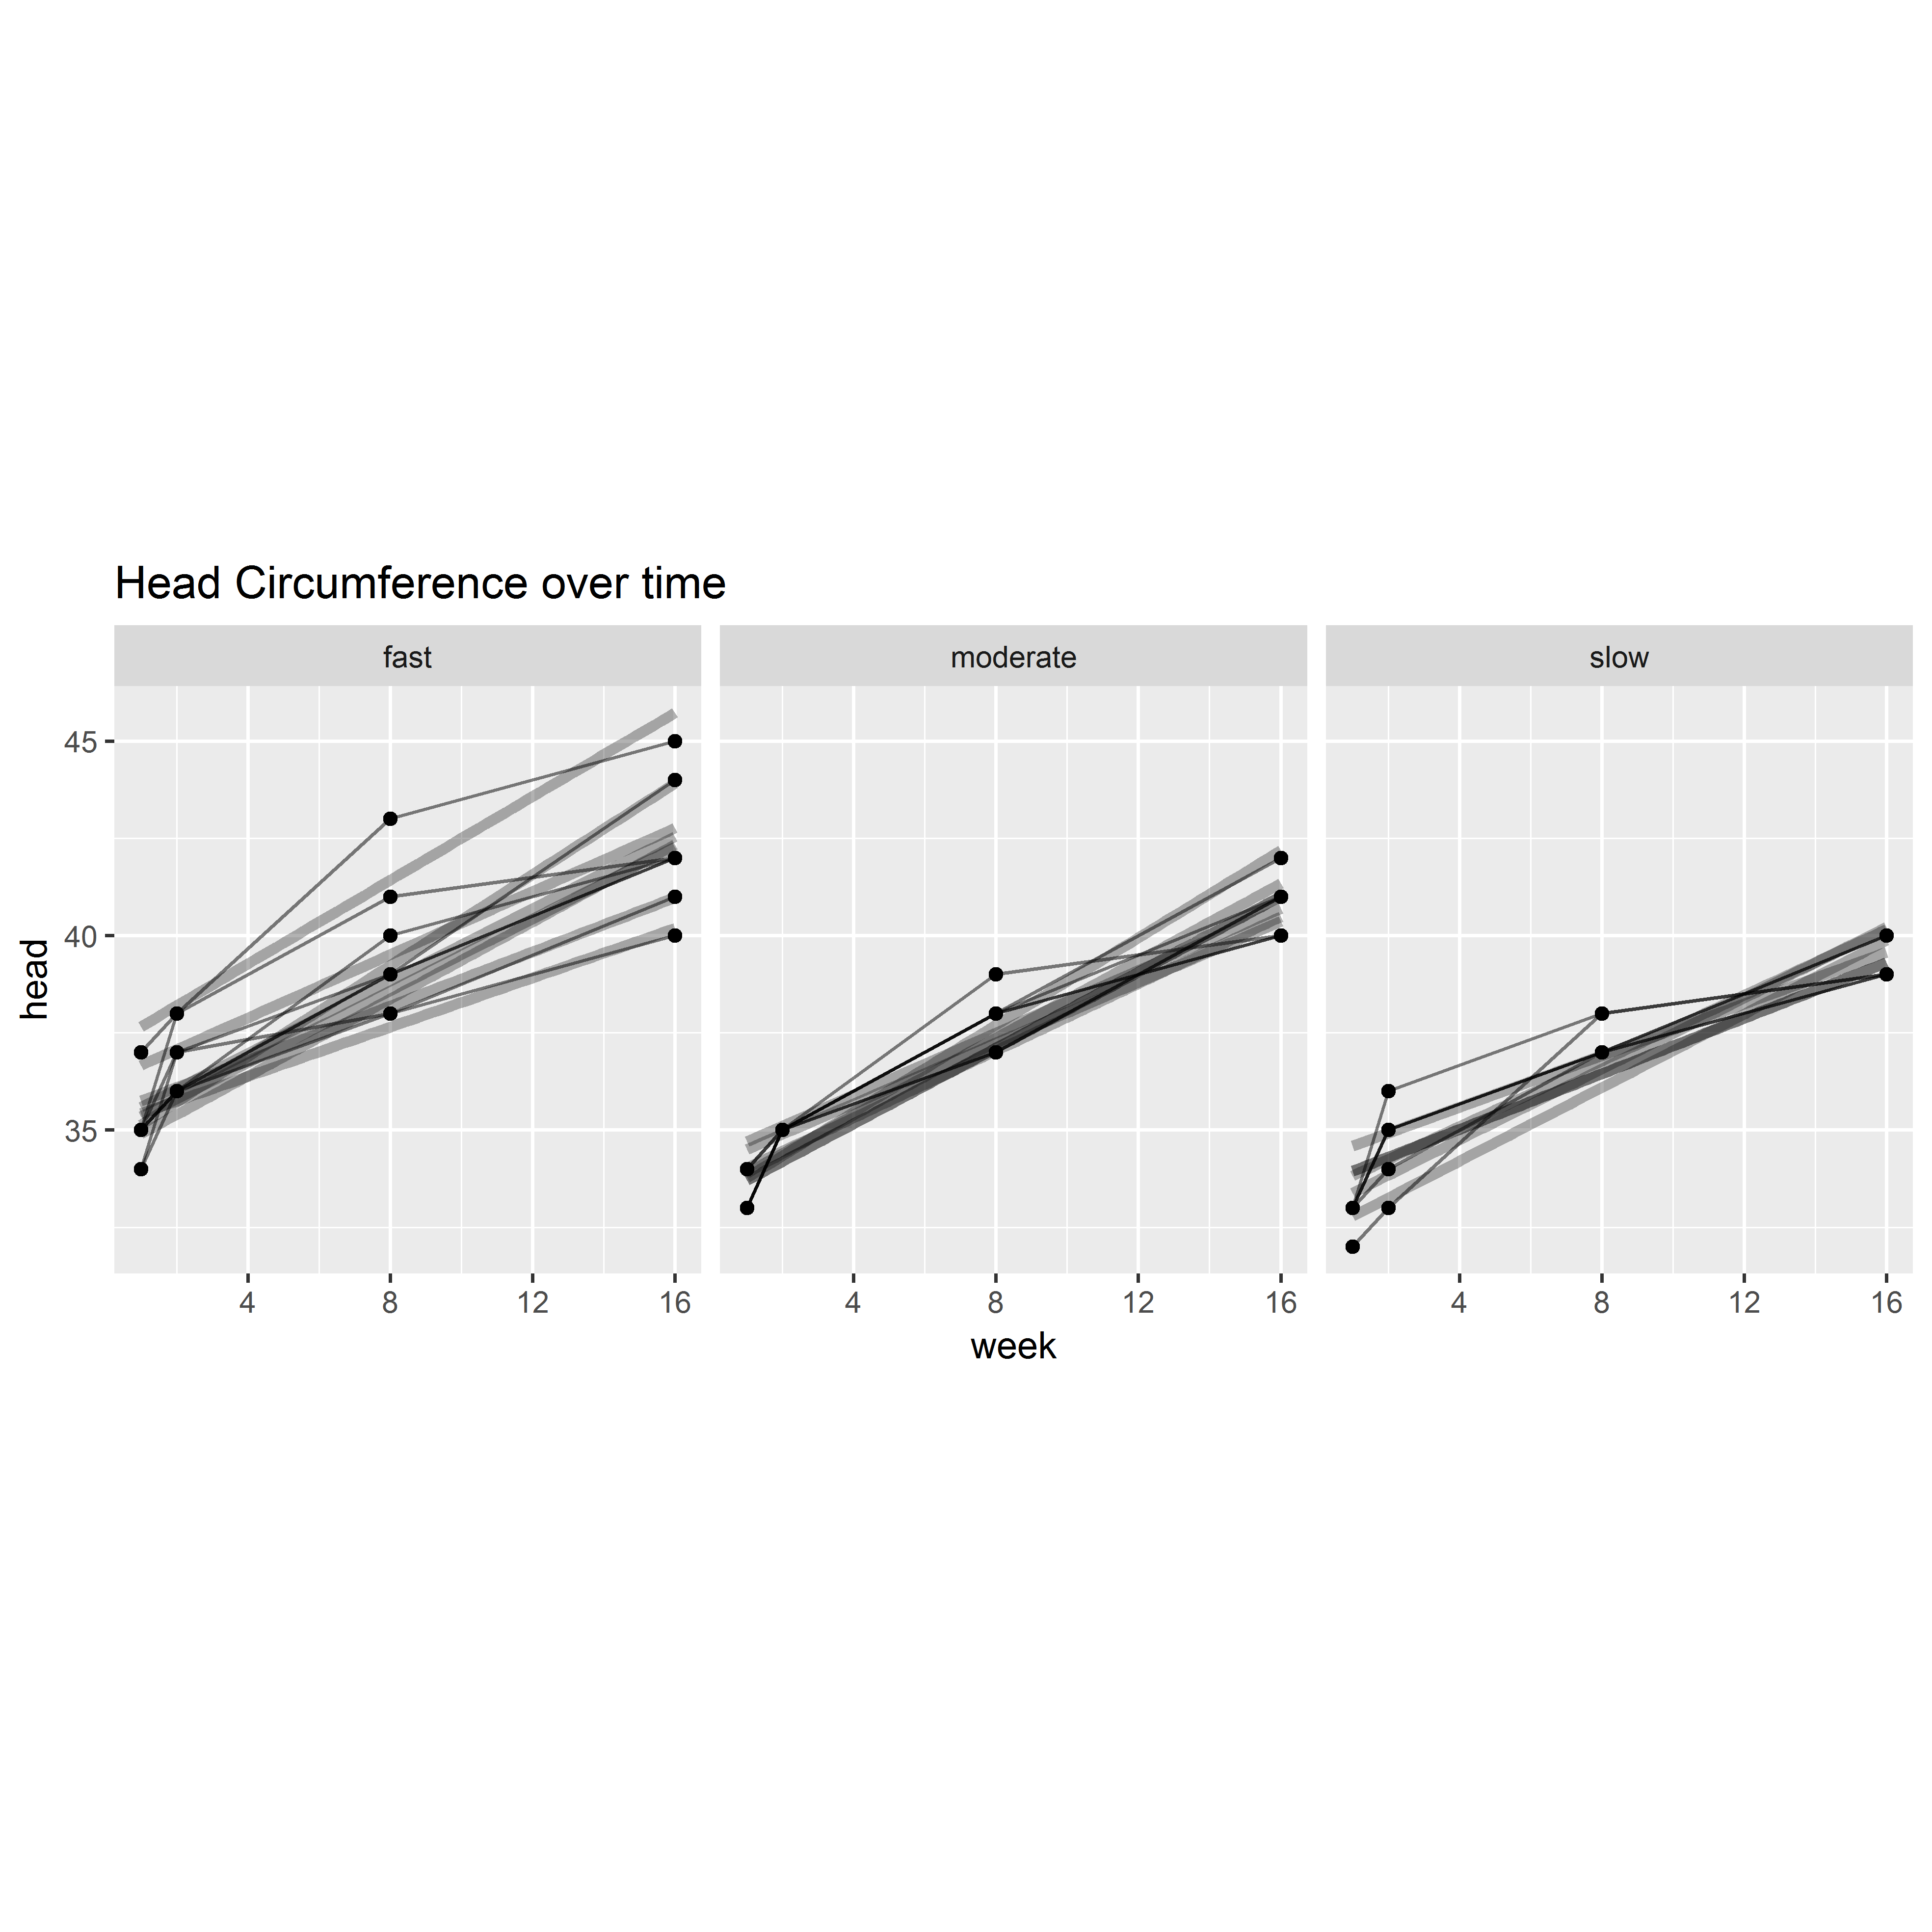 Head Circumference over time
fast moderate slow
45
40
35
head
4 8 12 16 4 8 12 16 4 8 12 16
week